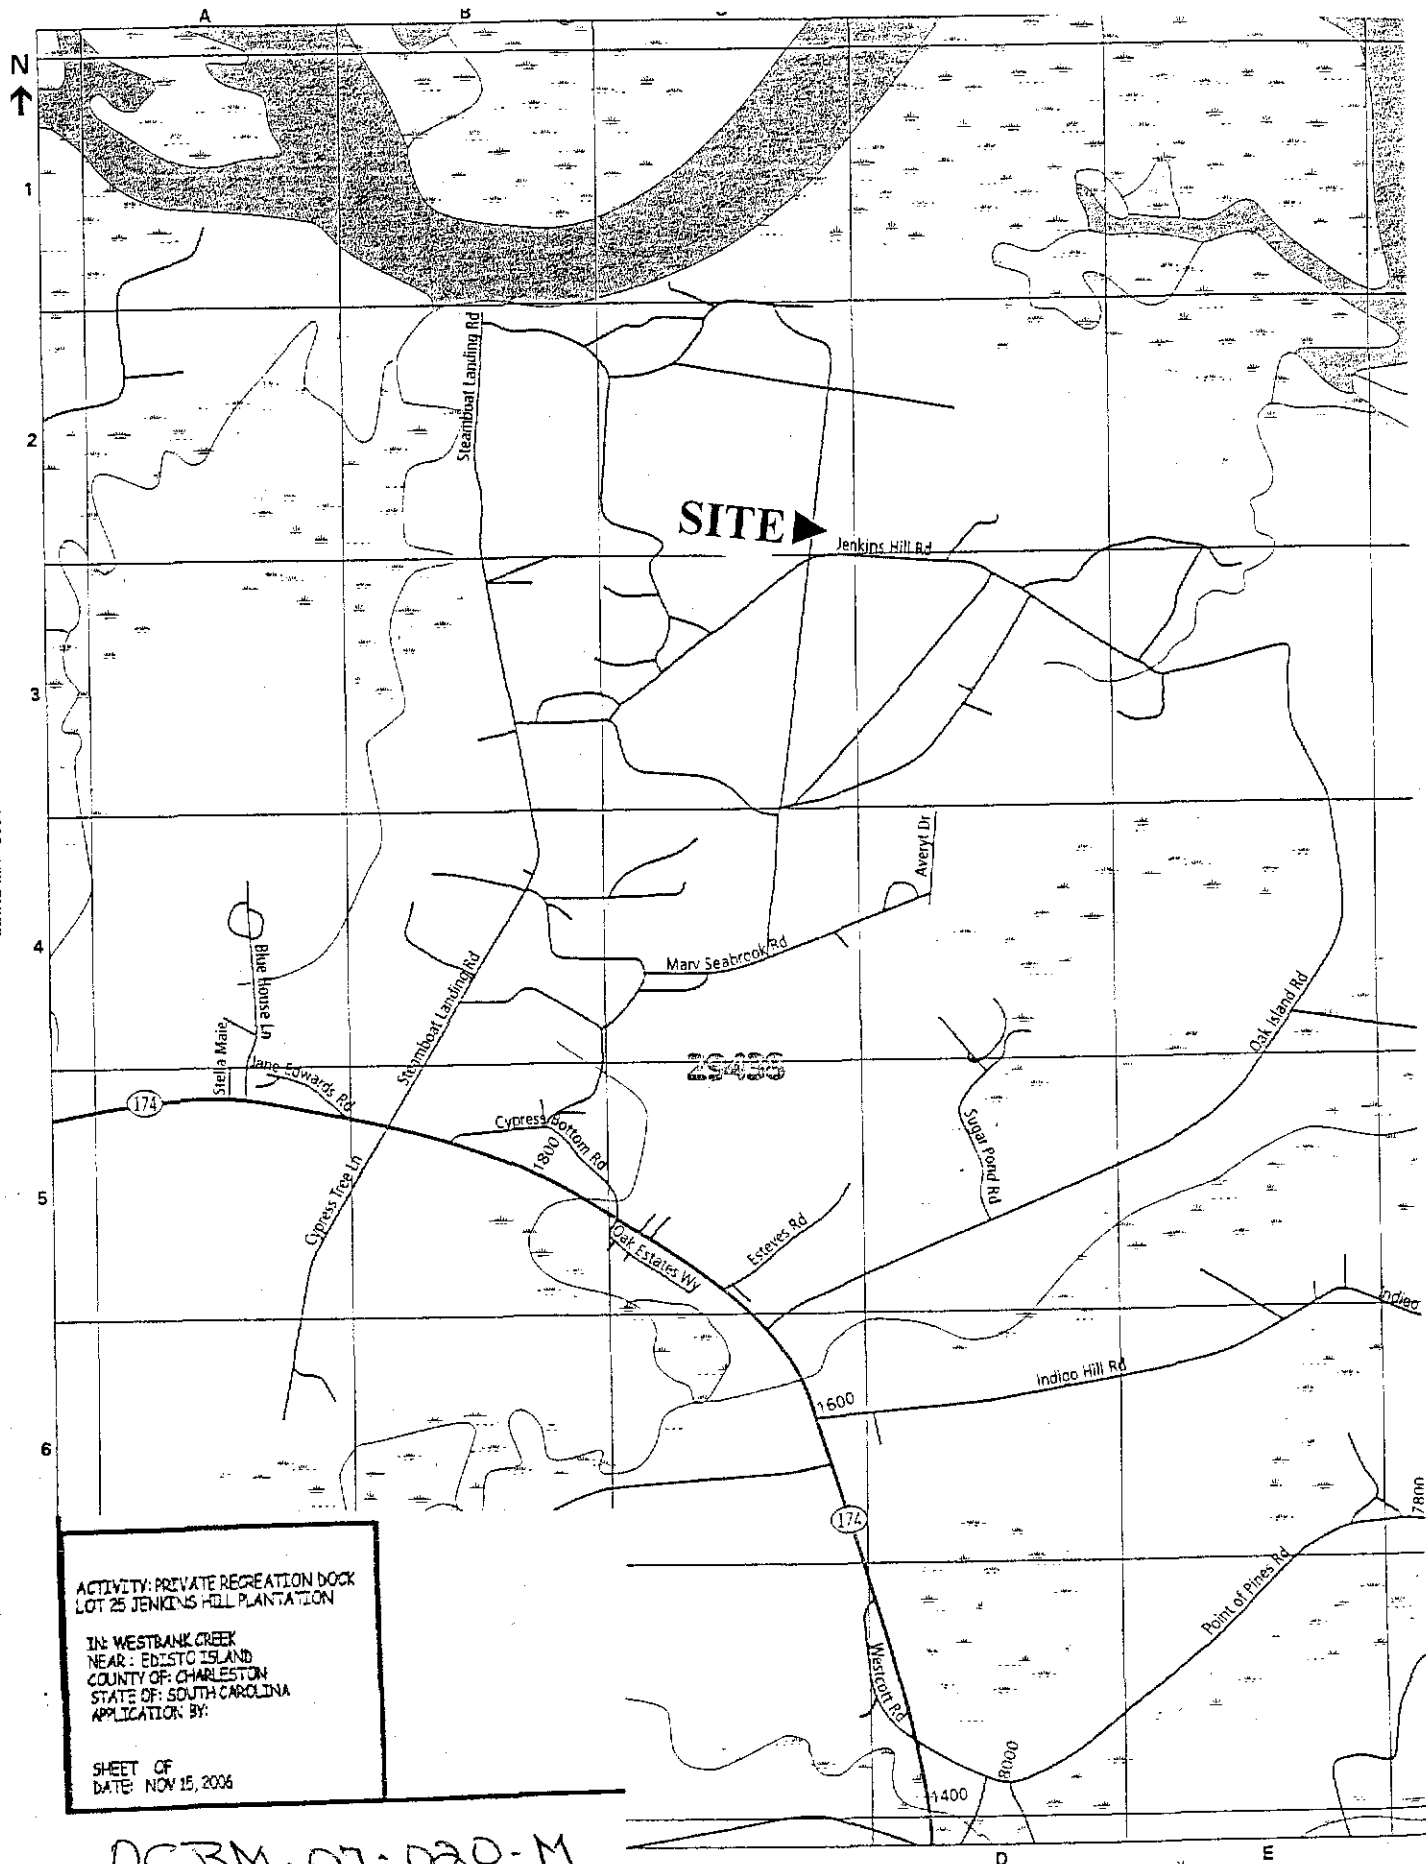 A
B
C
N
1
2
3
4
5
6
Steamboat Landing Rd
SITE
Jenkins Hill Rd
Averyt Dr
Mary Seabrook Rd
Blue House Ln
Steamboat Landing Rd
Stella Maie
Jane Edwards Rd
Oak Island Rd
29438
174
Cypress Bottom Rd
1800
Sugar Pond Rd
Cypress Tree Ln
Oak Estates Wy
Esteves Rd
Indigo
Indigo Hill Rd
1600
174
7800
Point of Pines Rd
Westcott Rd
8000
1400
D
E
ACTIVITY: PRIVATE RECREATION DOCK
LOT 25 JENKINS HILL PLANTATION
IN: WESTBANK CREEK
NEAR: EDISTO ISLAND
COUNTY OF: CHARLESTON
STATE OF: SOUTH CAROLINA
APPLICATION BY:
SHEET OF
DATE: NOV 15, 2006
OCRM-07-020-M